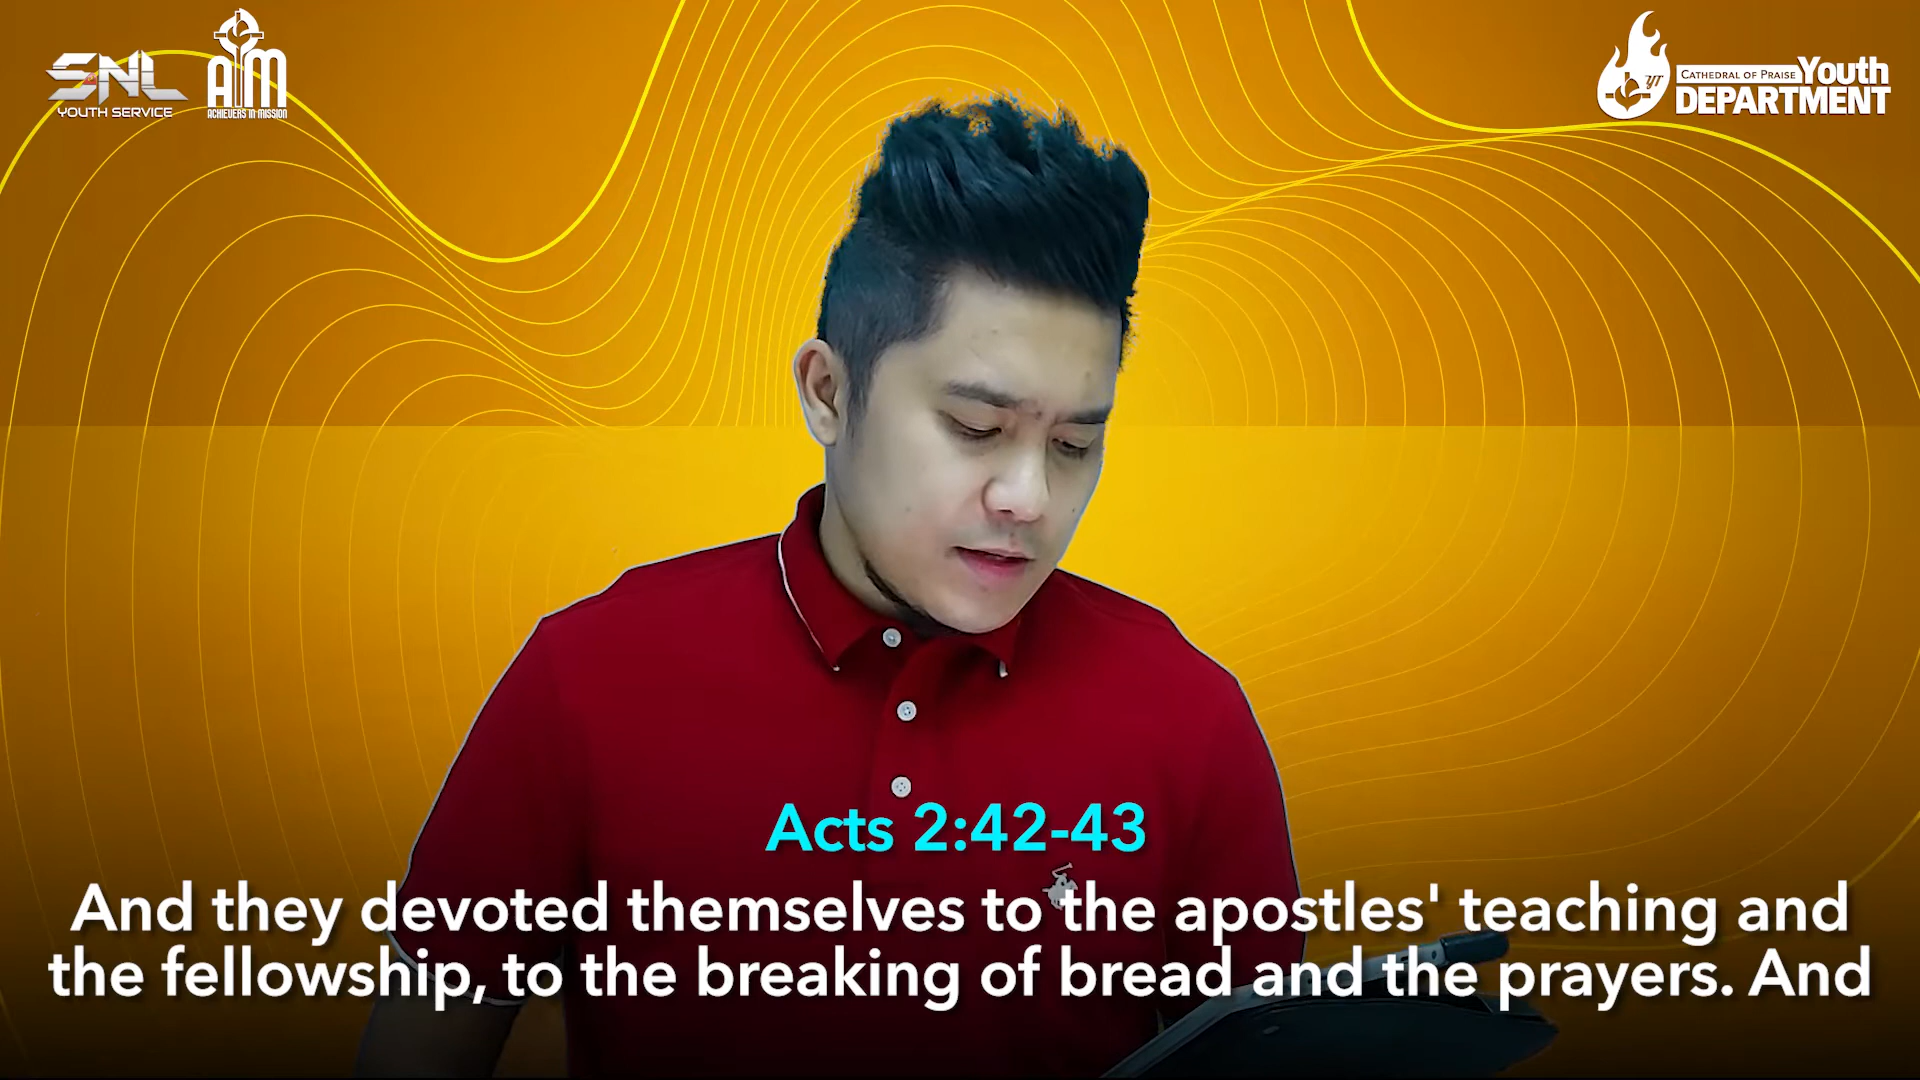 SNL
YOUTH SERVICE
AIM
ACHIEVERS IN MISSION
CATHEDRAL OF PRAISE Youth
DEPARTMENT
Acts 2:42-43
And they devoted themselves to the apostles' teaching and
the fellowship, to the breaking of bread and the prayers. And